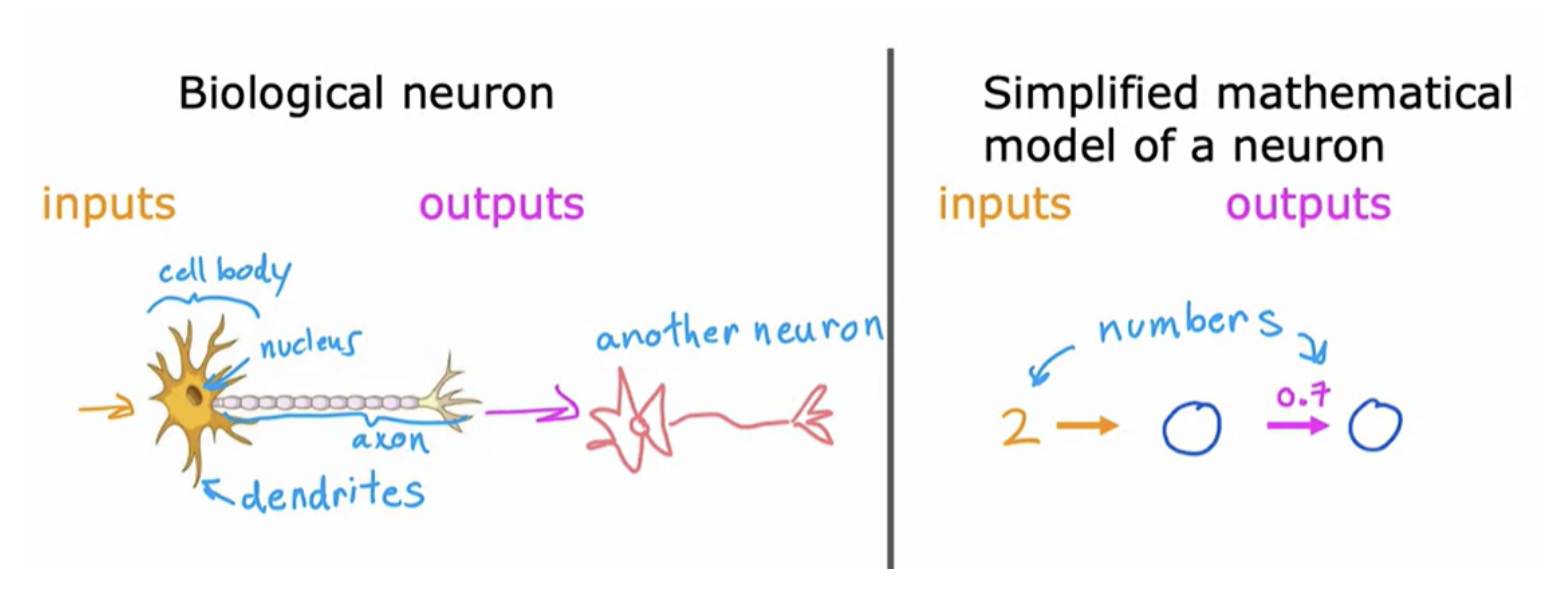 Biological neuron
inputs
outputs
cell body
nucleus
another neuron
axon
dendrites
Simplified mathematical
model of a neuron
inputs
outputs
numbers
0.7
2